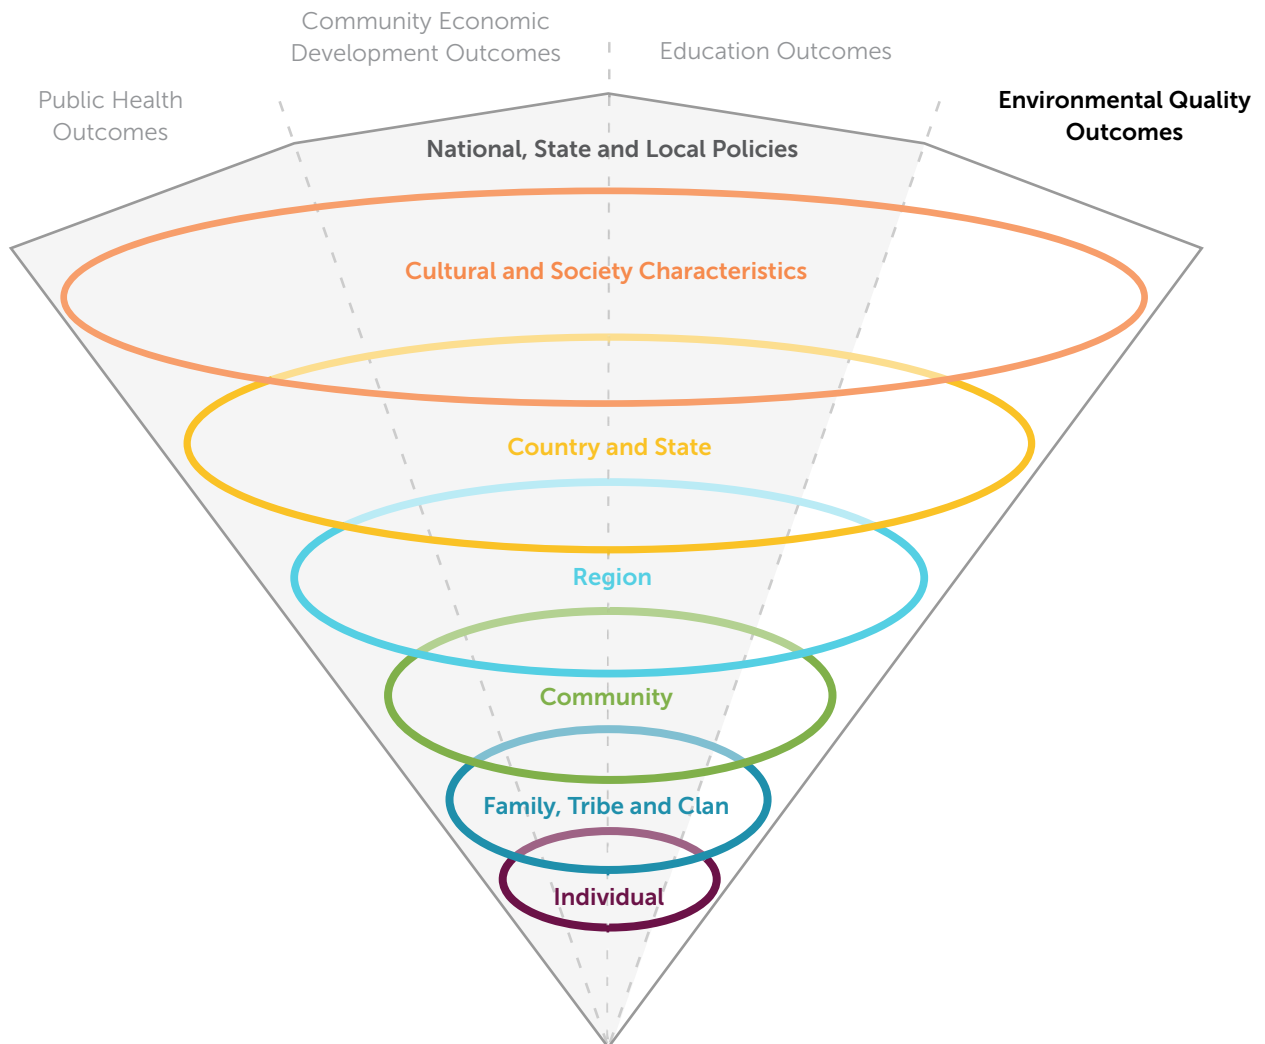 Community Economic
Development Outcomes
Education Outcomes
Public Health
Outcomes
Environmental Quality
Outcomes
National, State and Local Policies
Cultural and Society Characteristics
Country and State
Region
Community
Family, Tribe and Clan
Individual